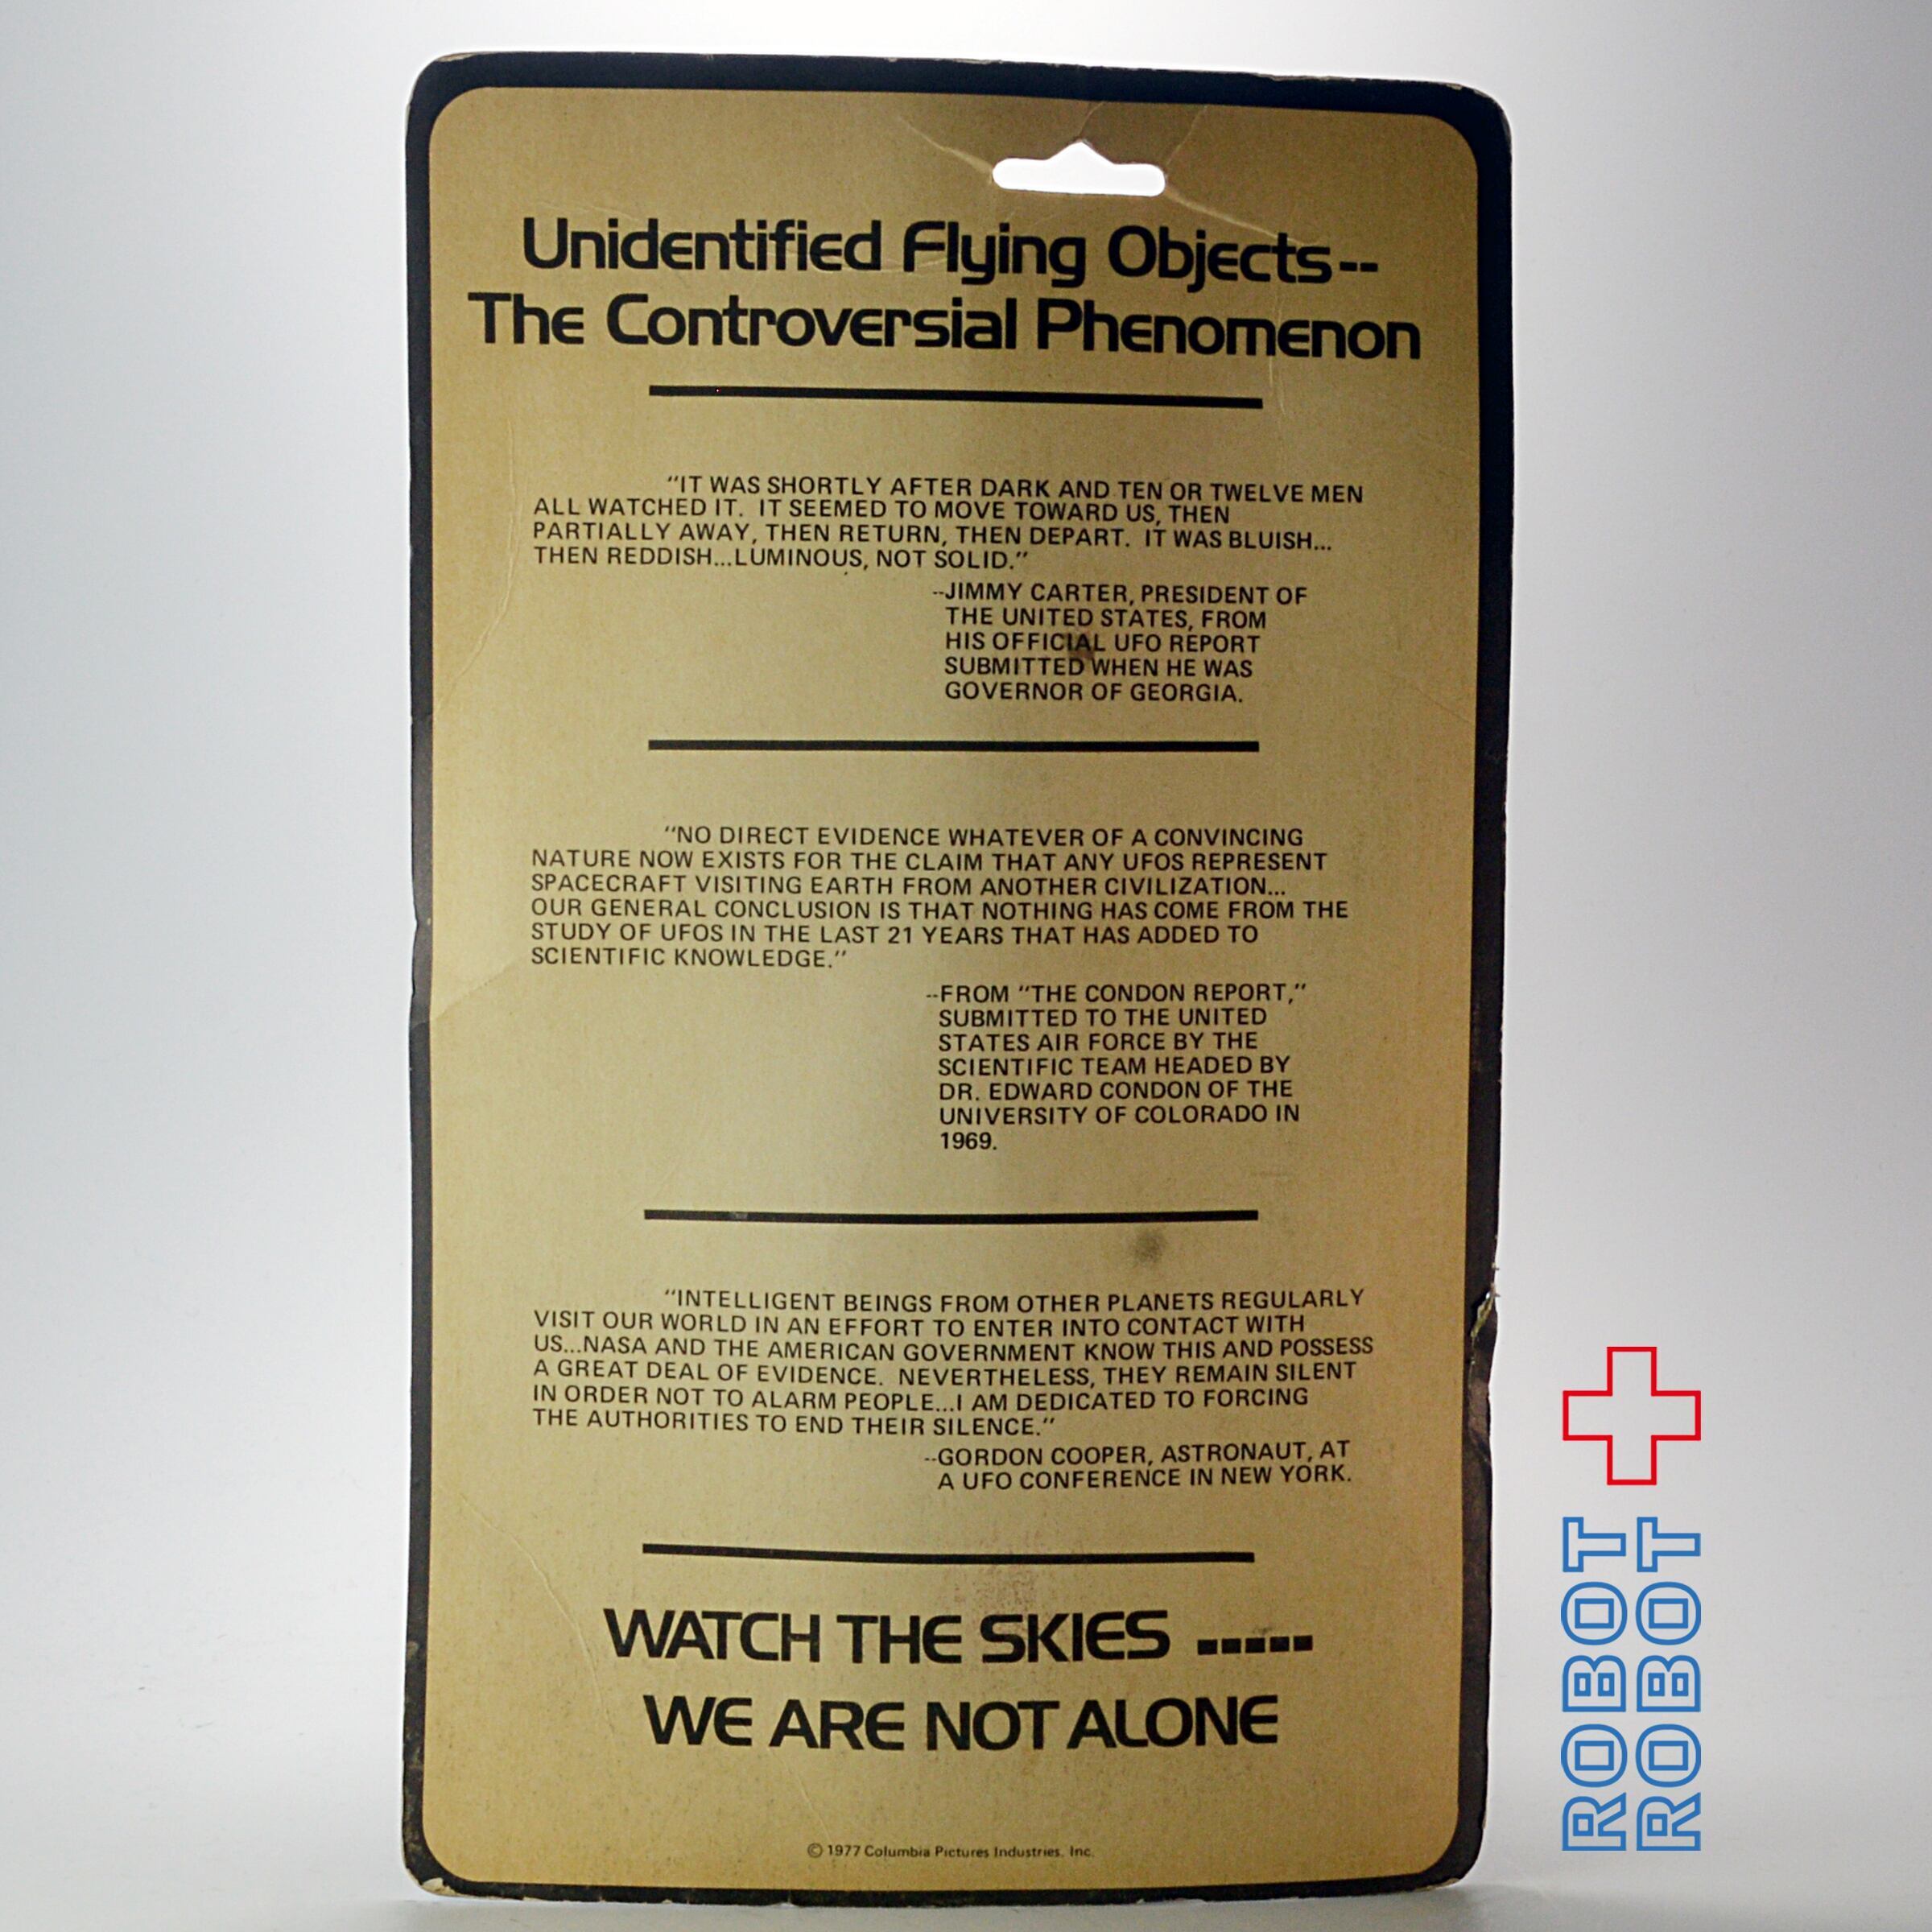 Unidentified Flying Objects--
The Controversial Phenomenon
"IT WAS SHORTLY AFTER DARK AND TEN OR TWELVE MEN
ALL WATCHED IT. IT SEEMED TO MOVE TOWARD US, THEN
PARTIALLY AWAY, THEN RETURN, THEN DEPART. IT WAS BLUISH...
THEN REDDISH...LUMINOUS, NOT SOLID."
--JIMMY CARTER, PRESIDENT OF
THE UNITED STATES, FROM
HIS OFFICIAL UFO REPORT
SUBMITTED WHEN HE WAS
GOVERNOR OF GEORGIA.
"NO DIRECT EVIDENCE WHATEVER OF A CONVINCING
NATURE NOW EXISTS FOR THE CLAIM THAT ANY UFOS REPRESENT
SPACECRAFT VISITING EARTH FROM ANOTHER CIVILIZATION...
OUR GENERAL CONCLUSION IS THAT NOTHING HAS COME FROM THE
STUDY OF UFOS IN THE LAST 21 YEARS THAT HAS ADDED TO
SCIENTIFIC KNOWLEDGE."
--FROM "THE CONDON REPORT,"
SUBMITTED TO THE UNITED
STATES AIR FORCE BY THE
SCIENTIFIC TEAM HEADED BY
DR. EDWARD CONDON OF THE
UNIVERSITY OF COLORADO IN
1969.
"INTELLIGENT BEINGS FROM OTHER PLANETS REGULARLY
VISIT OUR WORLD IN AN EFFORT TO ENTER INTO CONTACT WITH
US...NASA AND THE AMERICAN GOVERNMENT KNOW THIS AND POSSESS
A GREAT DEAL OF EVIDENCE. NEVERTHELESS, THEY REMAIN SILENT
IN ORDER NOT TO ALARM PEOPLE...I AM DEDICATED TO FORCING
THE AUTHORITIES TO END THEIR SILENCE."
--GORDON COOPER, ASTRONAUT, AT
A UFO CONFERENCE IN NEW YORK.
WATCH THE SKIES -----
WE ARE NOT ALONE
© 1977 Columbia Pictures Industries, Inc.
ROBOT
ROBOT